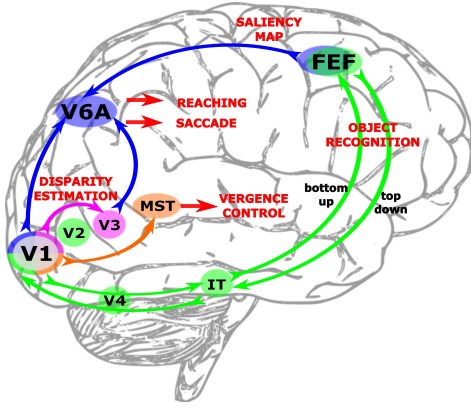 SALIENCY
MAP
FEF
V6A
REACHING
SACCADE
OBJECT
RECOGNITION
DISPARITY
ESTIMATION
bottom
up
top
down
MST
VERGENCE
CONTROL
V3
V2
V1
IT
V4